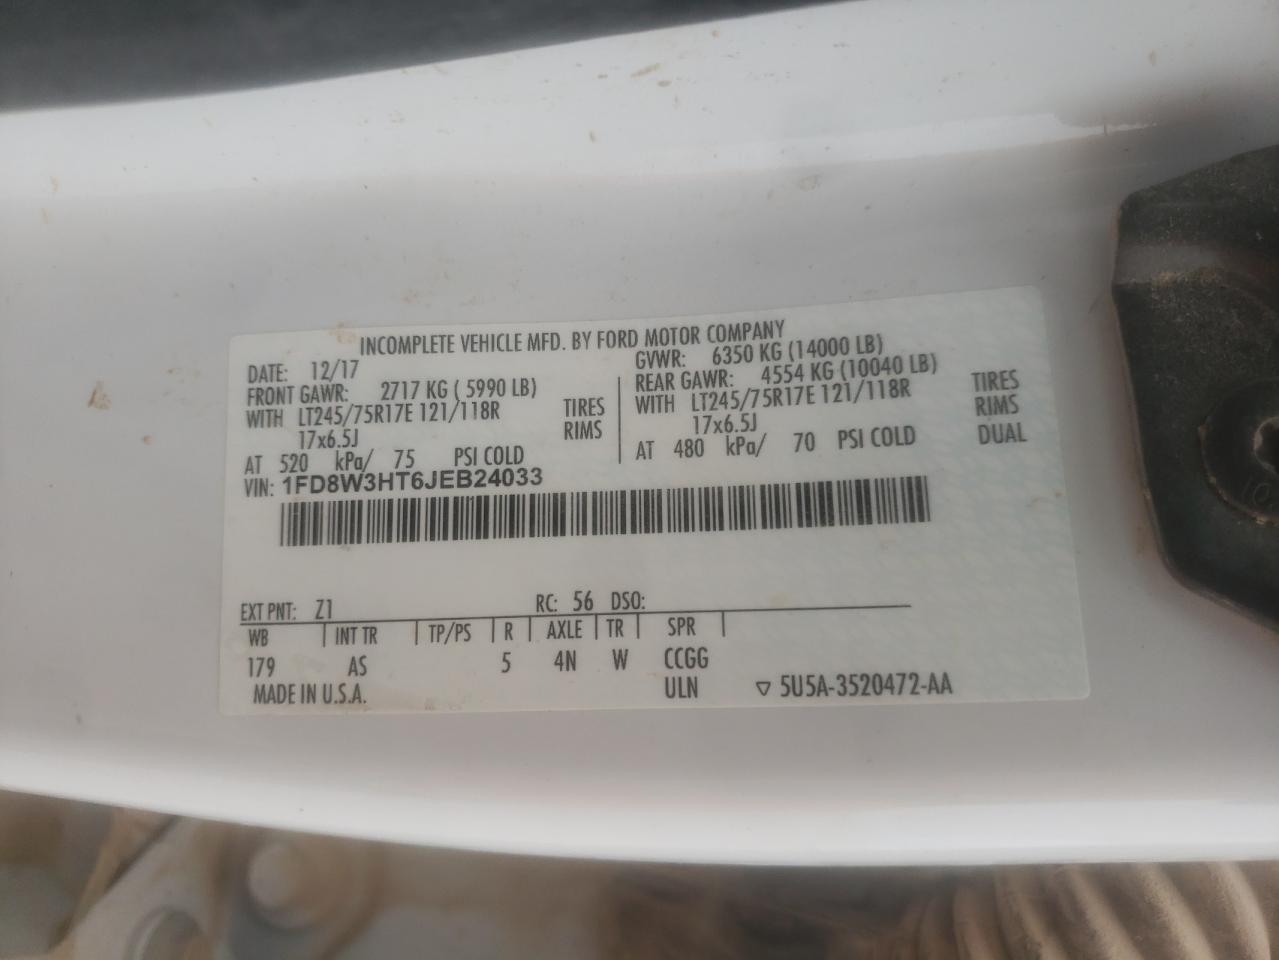 INCOMPLETE VEHICLE MFD. BY FORD MOTOR COMPANY
DATE: 12/17
FRONT GAWR: 2717 KG ( 5990 LB)
WITH LT245/75R17E 121/118R TIRES
17x6.5J RIMS
AT 520 kPa/ 75 PSI COLD
GVWR: 6350 KG (14000 LB)
REAR GAWR: 4554 KG (10040 LB)
WITH LT245/75R17E 121/118R TIRES
17x6.5J RIMS
AT 480 kPa/ 70 PSI COLD DUAL
VIN: 1FD8W3HT6JEB24033
EXT PNT: Z1 RC: 56 DSO:
WB INT TR TP/PS R AXLE TR SPR
179 AS 5 4N W CCGG
MADE IN U.S.A. ULN ▽ 5U5A-3520472-AA